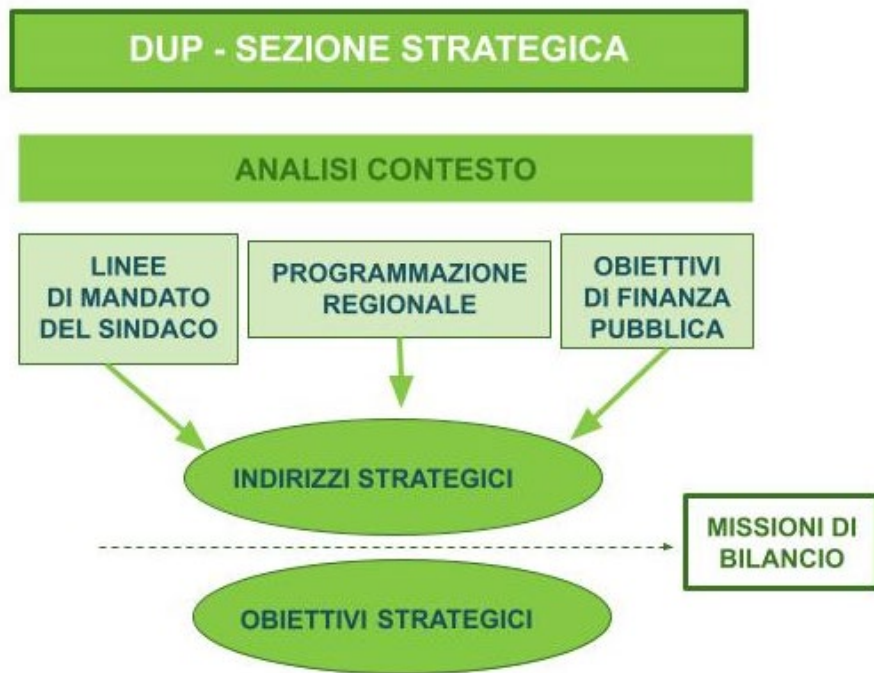 DUP - SEZIONE STRATEGICA
ANALISI CONTESTO
LINEE
DI MANDATO
DEL SINDACO
PROGRAMMAZIONE
REGIONALE
OBIETTIVI
DI FINANZA
PUBBLICA
INDIRIZZI STRATEGICI
MISSIONI DI
BILANCIO
OBIETTIVI STRATEGICI